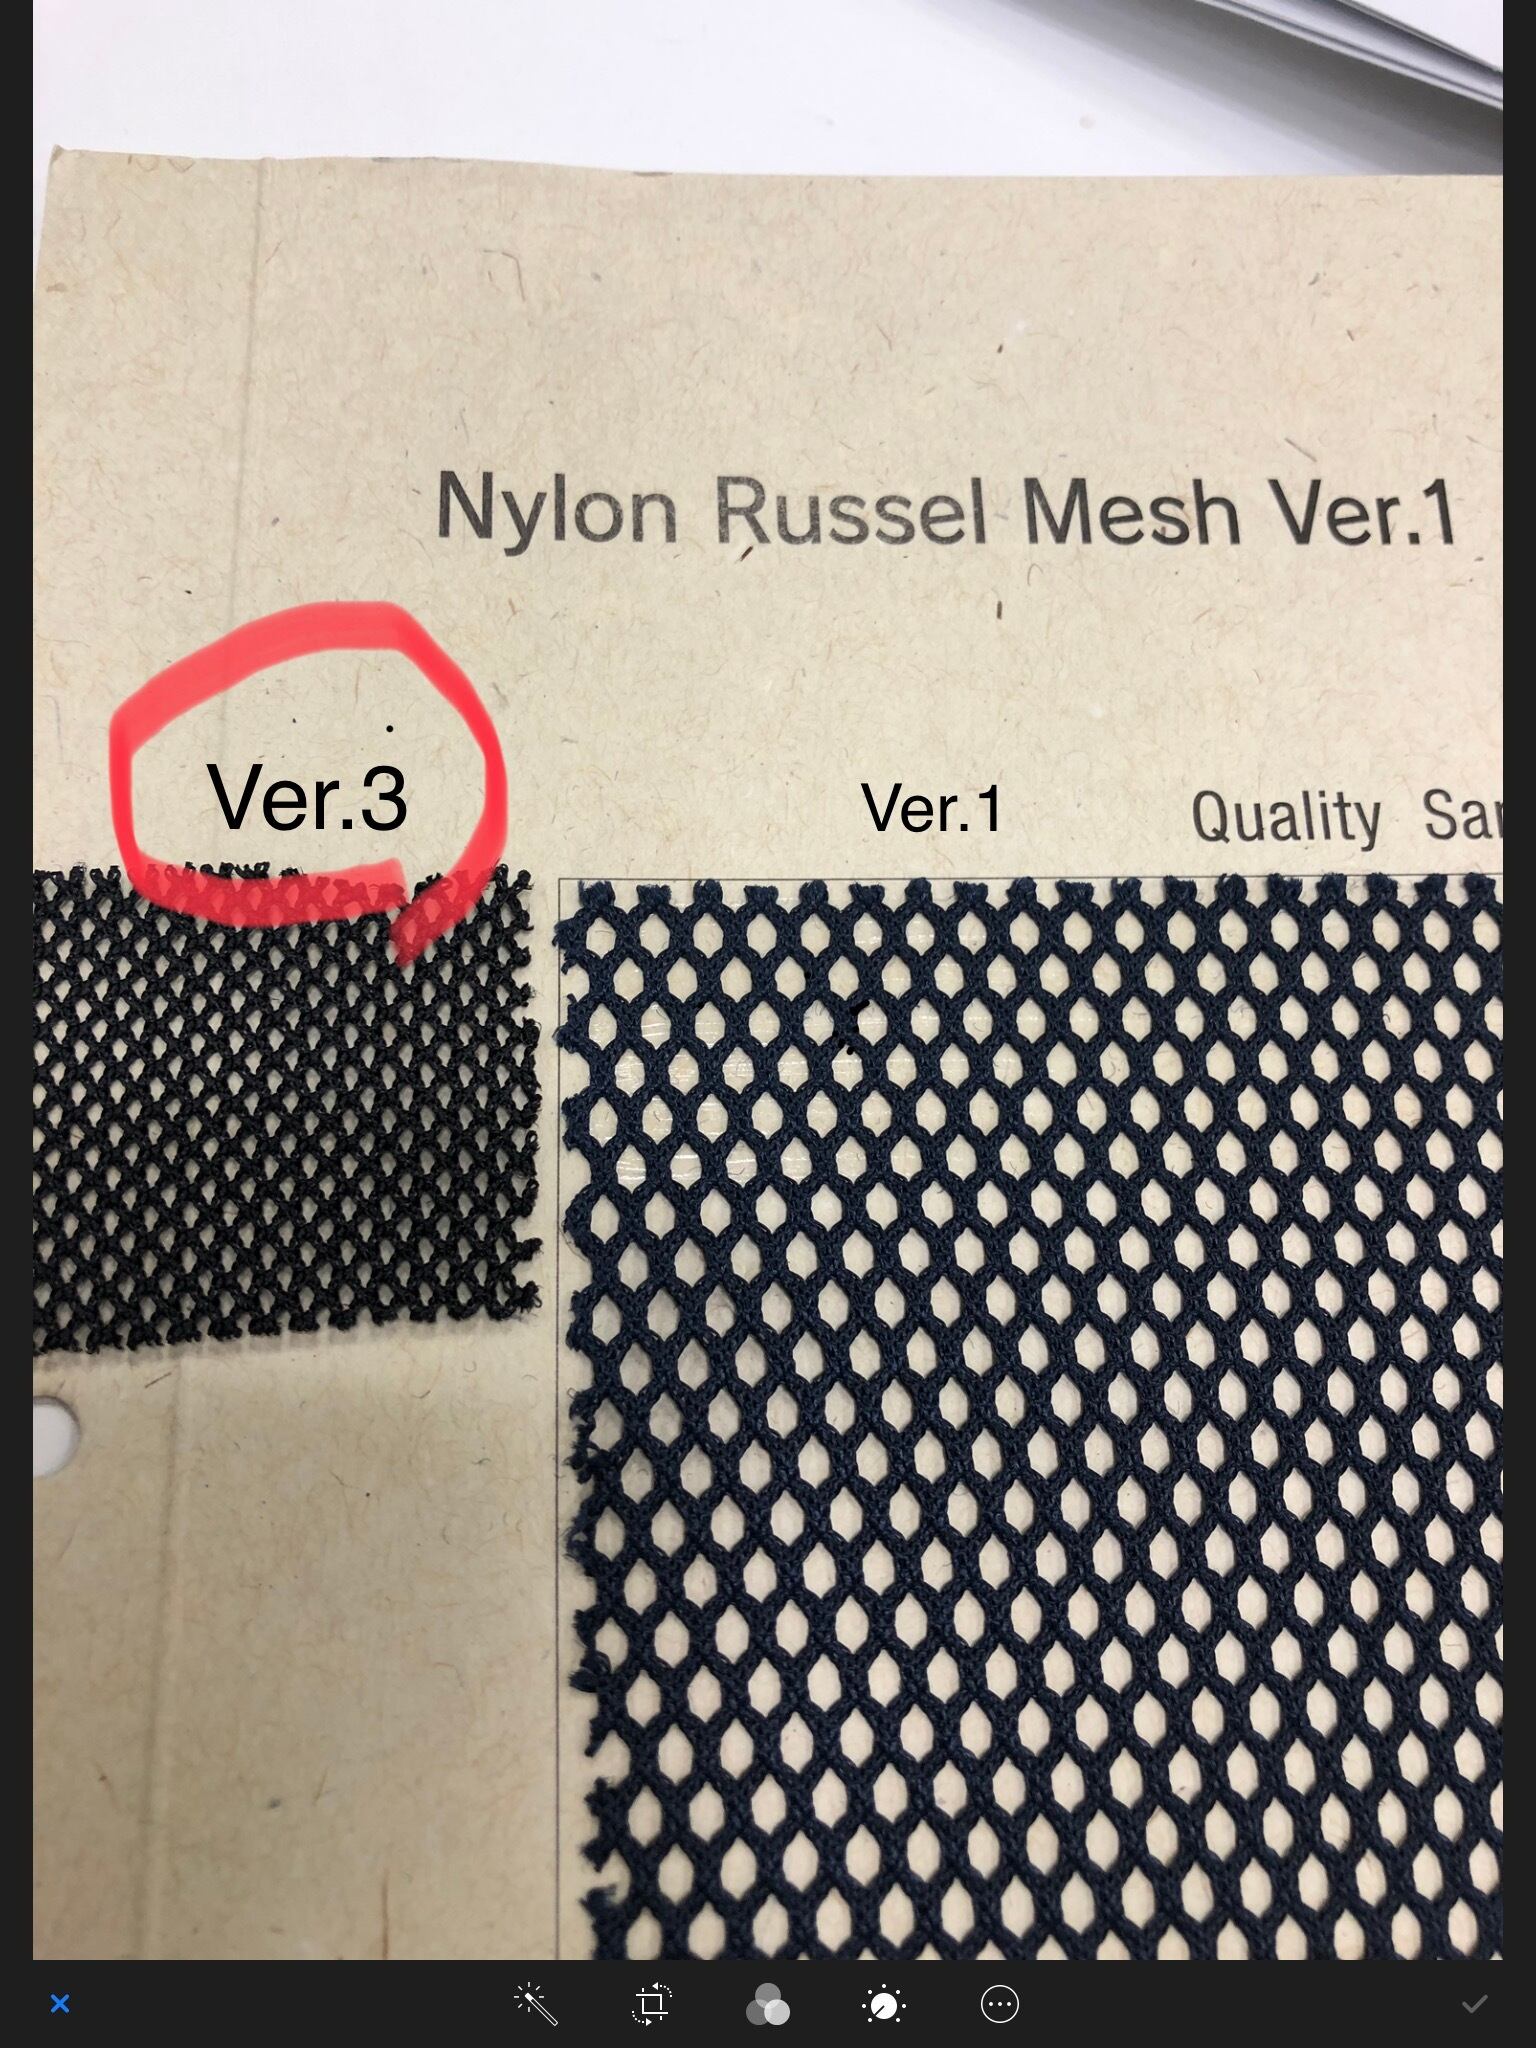 Nylon Russel Mesh Ver.1
Ver.3
Ver.1
Quality